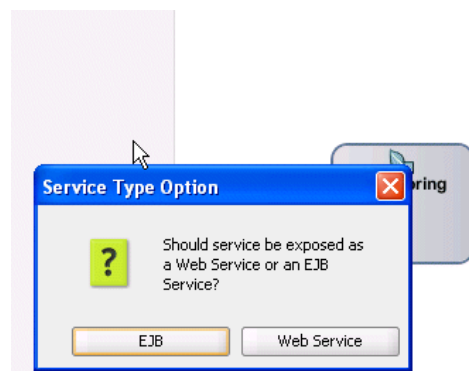 Service Type Option
Should service be exposed as
a Web Service or an EJB
Service?
EJB
Web Service